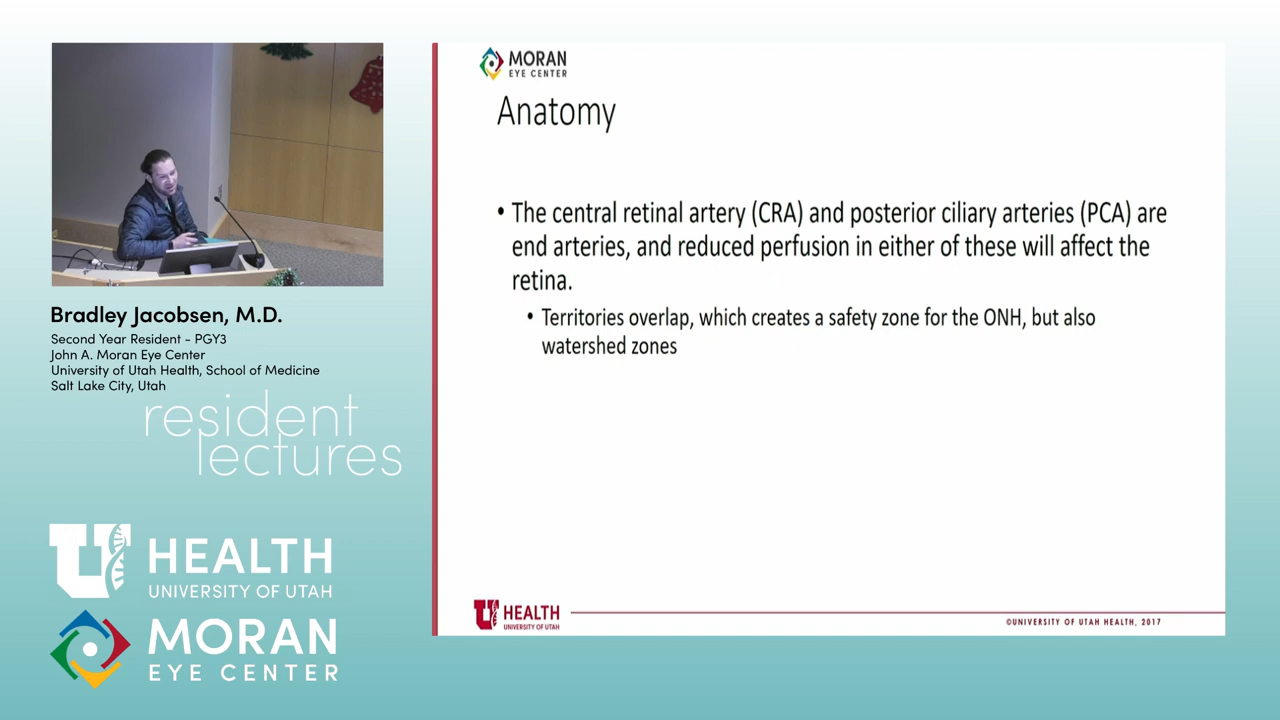 MORAN
EYE CENTER
Anatomy
• The central retinal artery (CRA) and posterior ciliary arteries (PCA) are
end arteries, and reduced perfusion in either of these will affect the
retina.
• Territories overlap, which creates a safety zone for the ONH, but also
watershed zones
U HEALTH
UNIVERSITY OF UTAH
©UNIVERSITY OF UTAH HEALTH, 2017
Bradley Jacobsen, M.D.
Second Year Resident - PGY3
John A. Moran Eye Center
University of Utah Health, School of Medicine
Salt Lake City, Utah
resident
lectures
U HEALTH
UNIVERSITY OF UTAH
MORAN
EYE CENTER